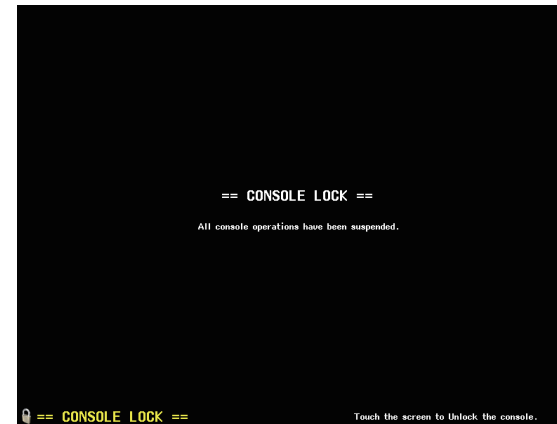 == CONSOLE LOCK ==
All console operations have been suspended.
== CONSOLE LOCK ==
Touch the screen to Unlock the console.